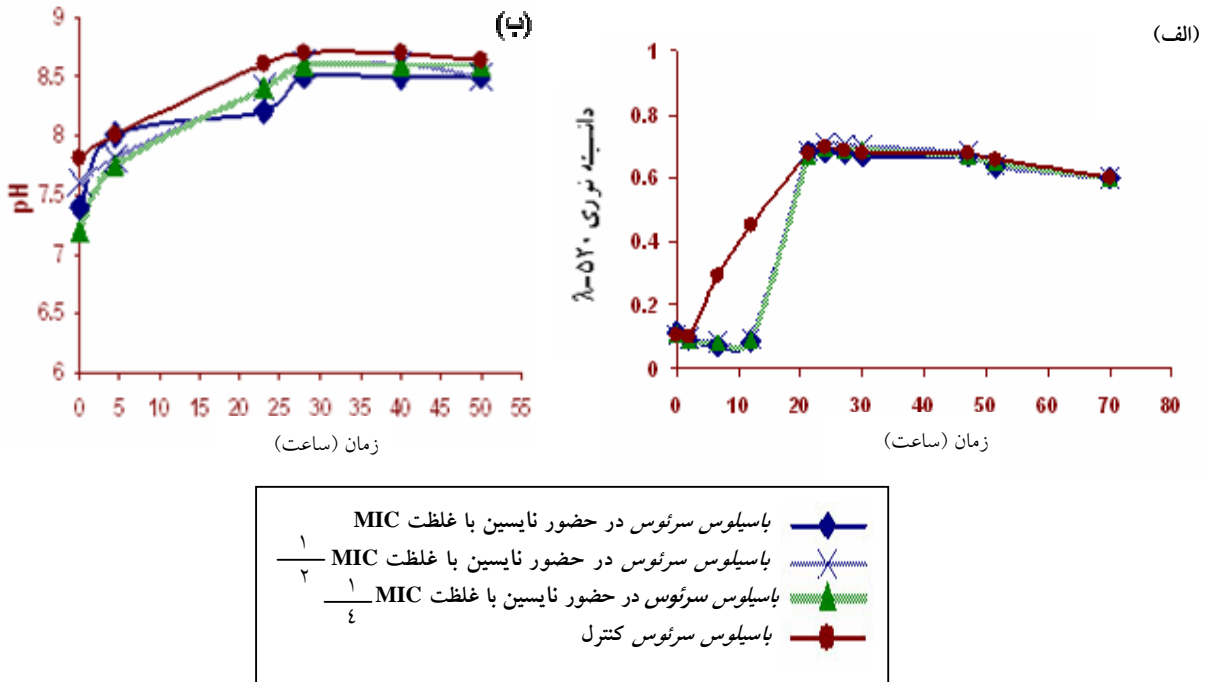 (الف)
1
0.8
0.6
0.4
0.2
0
دانسیته نوری ۵۲۰-λ
0 10 20 30 40 50 60 70 80
زمان (ساعت)
(ب)
9
8.5
8
7.5
7
6.5
6
pH
0 5 10 15 20 25 30 35 40 45 50 55
زمان (ساعت)
باسیلوس سرئوس در حضور نایسین با غلظت MIC
باسیلوس سرئوس در حضور نایسین با غلظت MIC ۱/۲
باسیلوس سرئوس در حضور نایسین با غلظت MIC ۱/٤
باسیلوس سرئوس کنترل